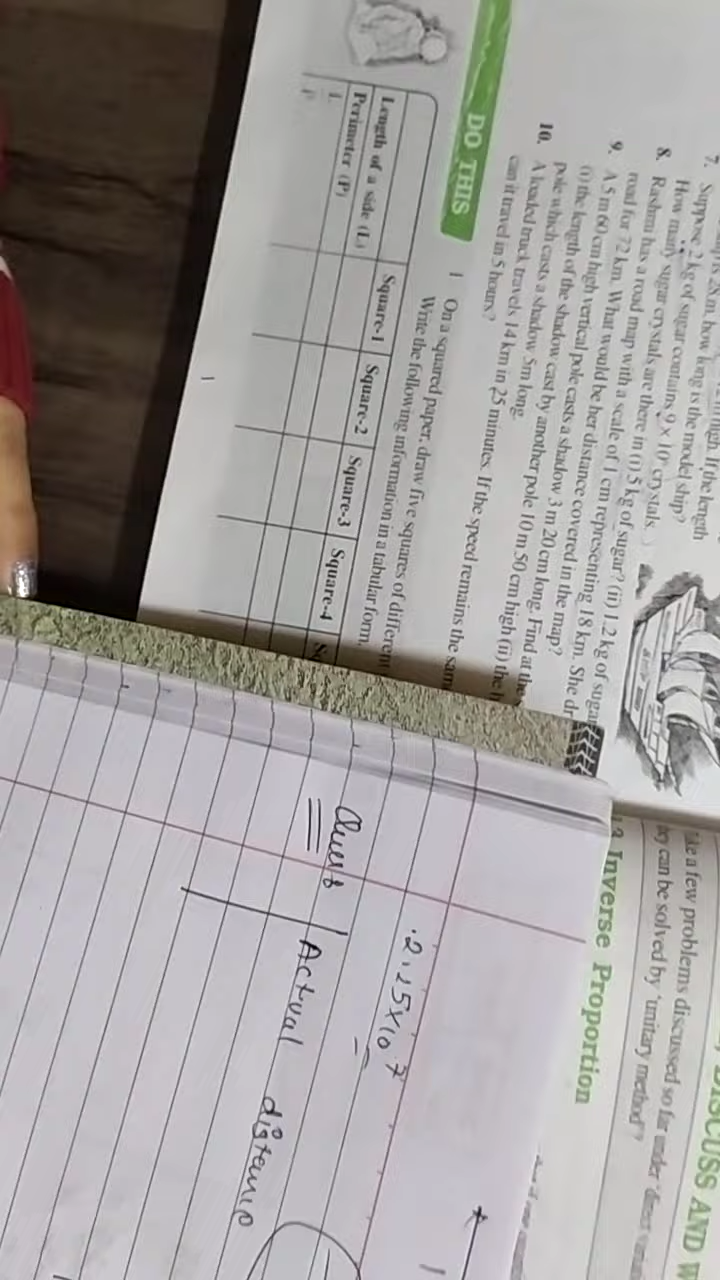 high. If the length
is 28 m, how long is the model ship?
7. Suppose 2 kg of sugar contains 9 × 10⁶ crystals.
How many sugar crystals are there in (i) 5 kg of sugar? (ii) 1.2 kg of sugar
8. Rashmi has a road map with a scale of 1 cm representing 18 km. She dr
road for 72 km. What would be her distance covered in the map?
9. A 5 m 60 cm high vertical pole casts a shadow 3 m 20 cm long. Find at the
(i) the length of the shadow cast by another pole 10 m 50 cm high (ii) the h
pole which casts a shadow 5m long.
10. A loaded truck travels 14 km in 25 minutes. If the speed remains the sam
can it travel in 5 hours?
DO THIS
1 On a squared paper, draw five squares of different
Write the following information in a tabular form.
Square-1 Square-2 Square-3 Square-4 Sq
Length of a side (L)
Perimeter (P)
L
P
DISCUSS AND W
ake a few problems discussed so far under 'direct
ey can be solved by 'unitary method'?
Inverse Proportion
2.25×10⁷
Ques 8
Actual distance